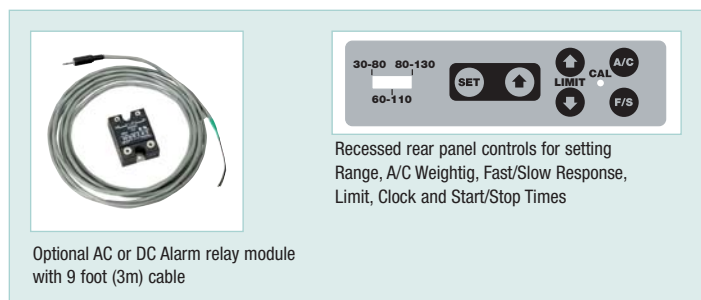 30-80 80-130
60-110
SET
LIMIT
CAL
A/C
F/S
Recessed rear panel controls for setting
Range, A/C Weightig, Fast/Slow Response,
Limit, Clock and Start/Stop Times
Optional AC or DC Alarm relay module
with 9 foot (3m) cable